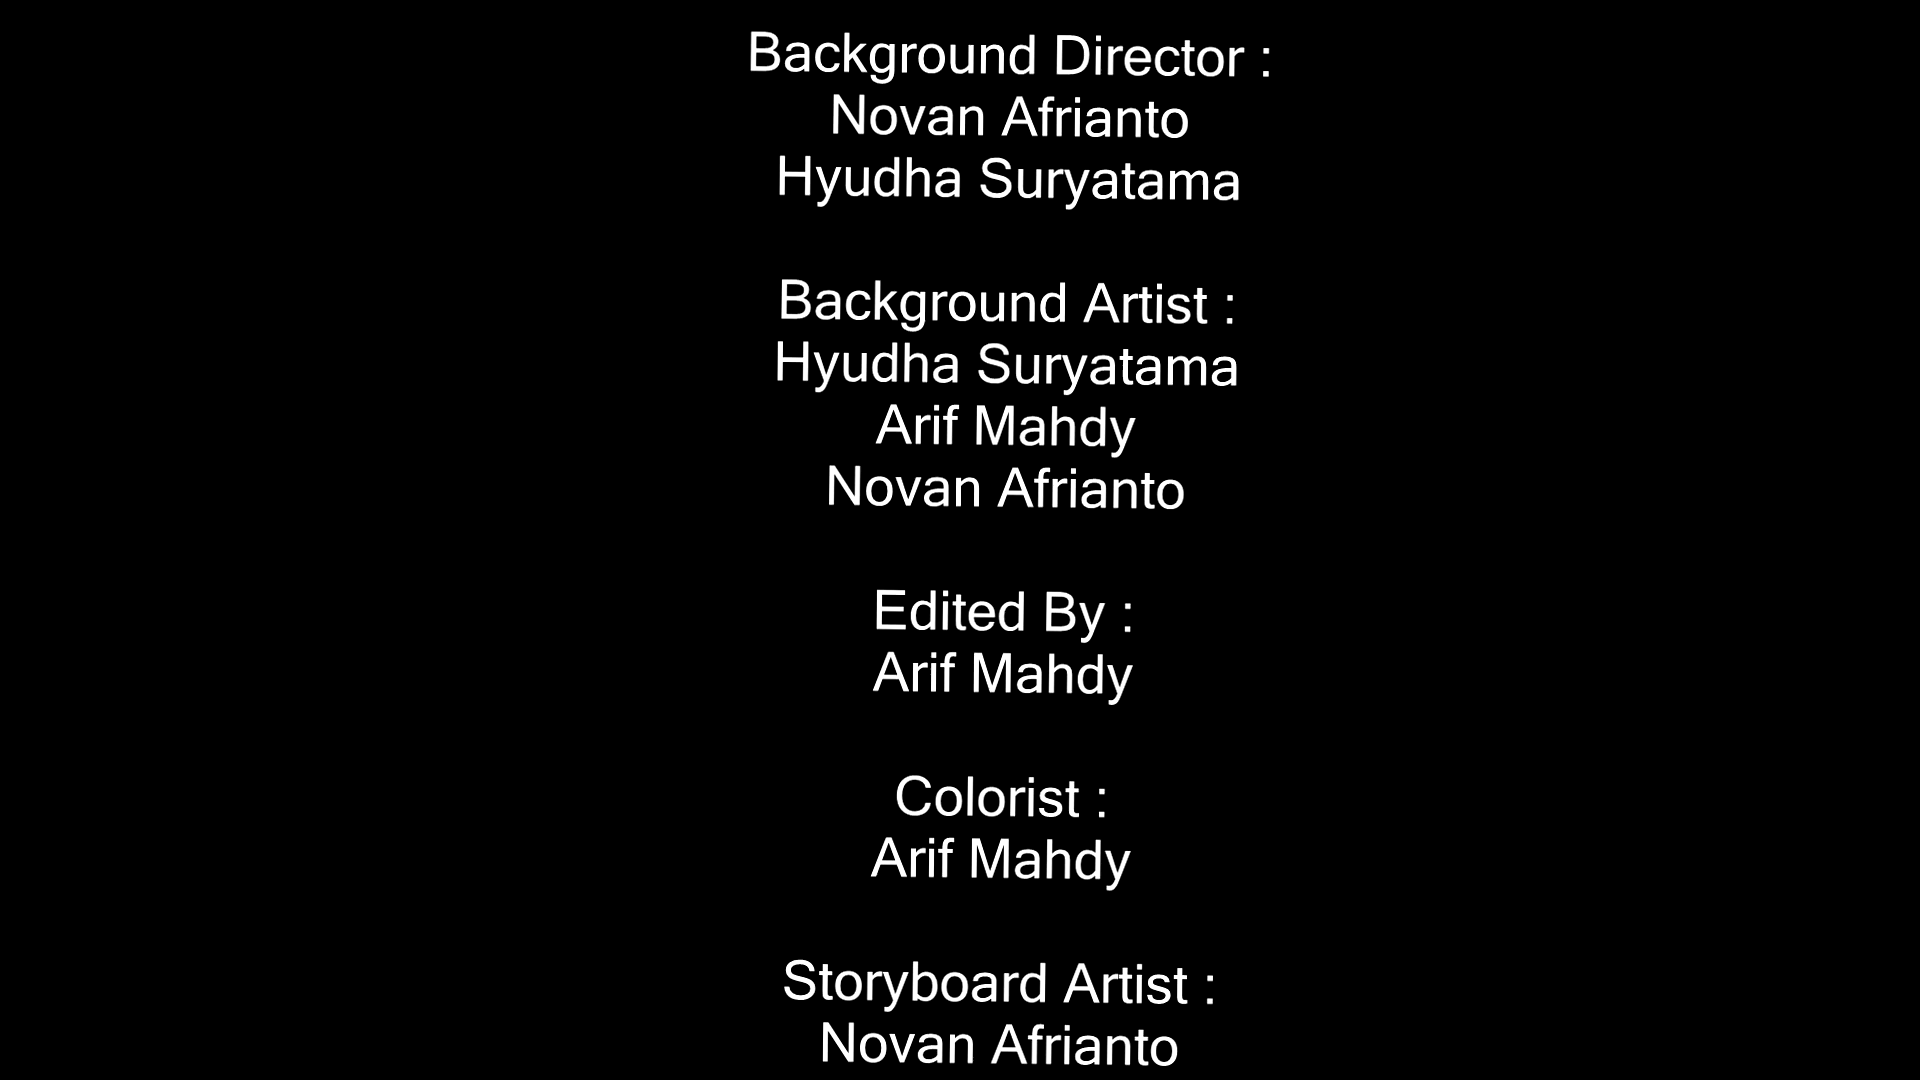 Background Director :
Novan Afrianto
Hyudha Suryatama
Background Artist :
Hyudha Suryatama
Arif Mahdy
Novan Afrianto
Edited By :
Arif Mahdy
Colorist :
Arif Mahdy
Storyboard Artist :
Novan Afrianto